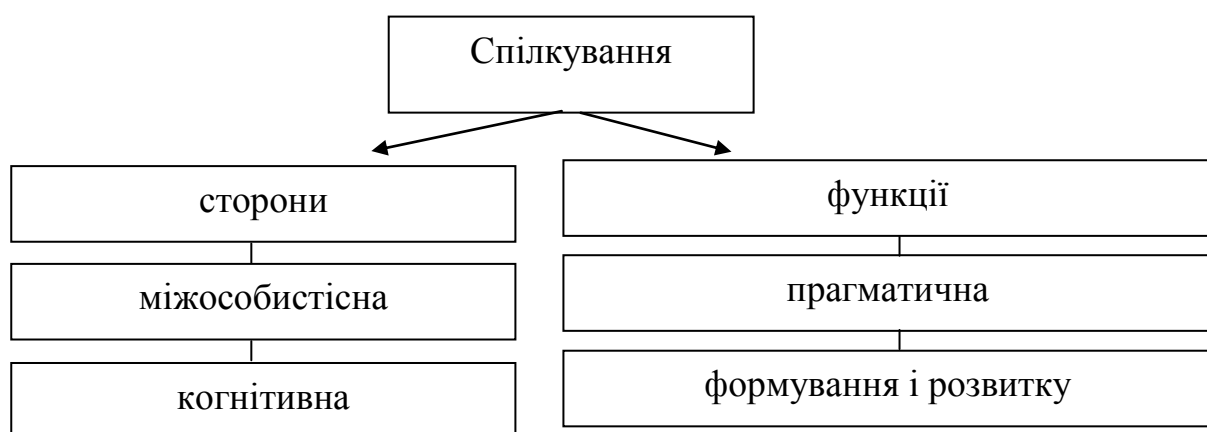 Спілкування
сторони
функції
міжособистісна
прагматична
когнітивна
формування і розвитку